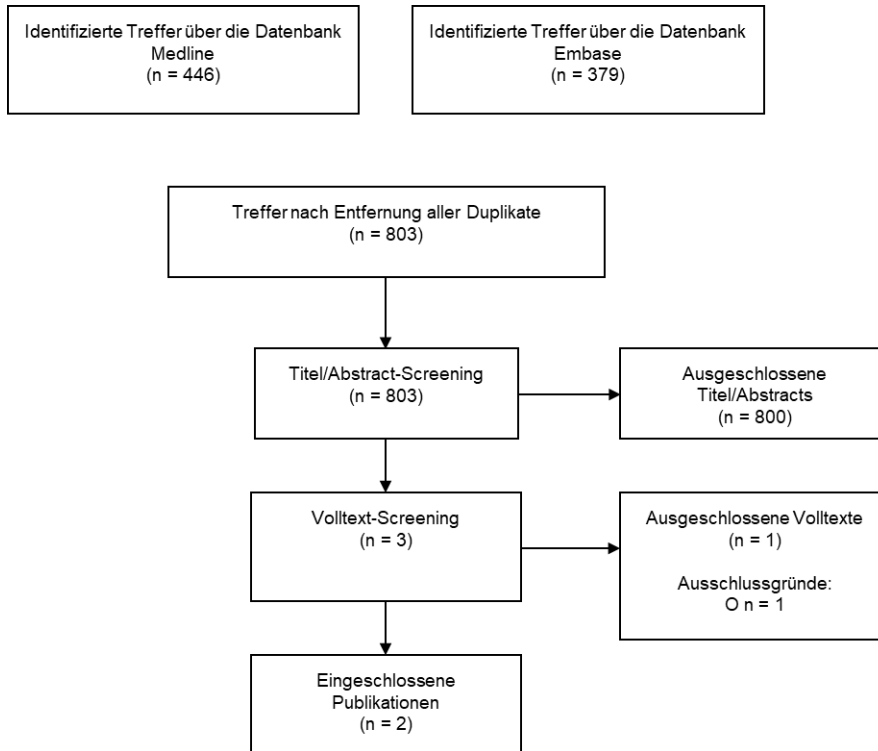 Identifizierte Treffer über die Datenbank
Medline
(n = 446)
Identifizierte Treffer über die Datenbank
Embase
(n = 379)
Treffer nach Entfernung aller Duplikate
(n = 803)
Titel/Abstract-Screening
(n = 803)
Ausgeschlossene
Titel/Abstracts
(n = 800)
Volltext-Screening
(n = 3)
Ausgeschlossene Volltexte
(n = 1)
Ausschlussgründe:
O n = 1
Eingeschlossene
Publikationen
(n = 2)